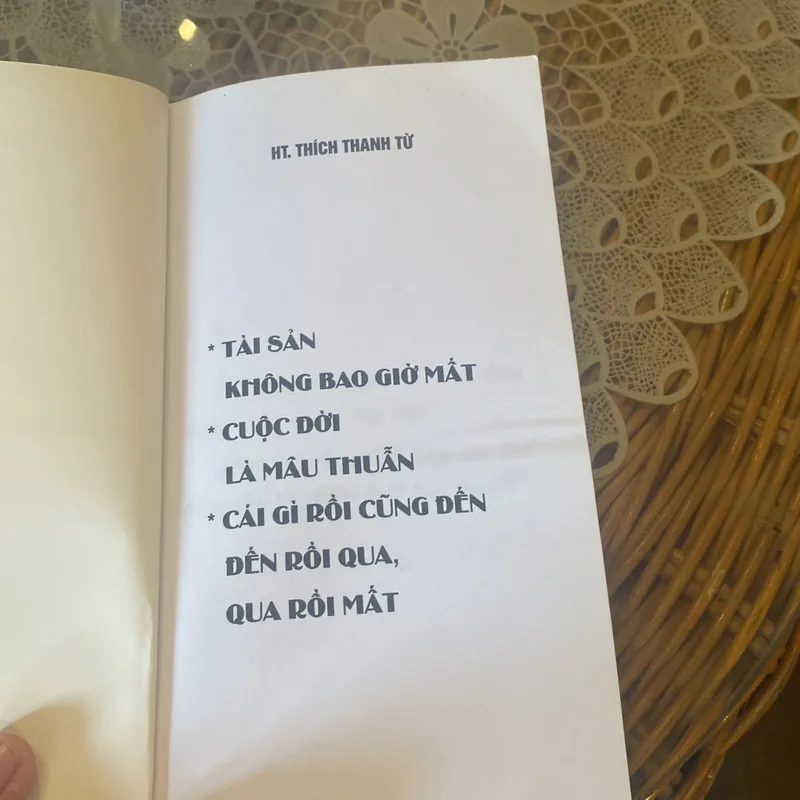 HT. THÍCH THANH TỪ
* TÀI SẢN
KHÔNG BAO GIỜ MẤT
* CUỘC ĐỜI
LÀ MÂU THUẪN
* CÁI GÌ RỒI CŨNG ĐẾN
ĐẾN RỒI QUA,
QUA RỒI MẤT